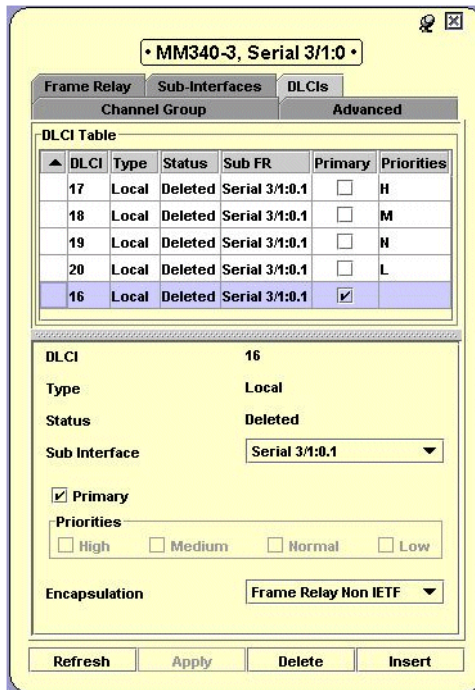 • MM340-3, Serial 3/1:0 •
Frame Relay Sub-Interfaces DLCIs
Channel Group Advanced
DLCI Table
DLCI Type Status Sub FR Primary Priorities
17 Local Deleted Serial 3/1:0.1 H
18 Local Deleted Serial 3/1:0.1 M
19 Local Deleted Serial 3/1:0.1 N
20 Local Deleted Serial 3/1:0.1 L
16 Local Deleted Serial 3/1:0.1
DLCI 16
Type Local
Status Deleted
Sub Interface Serial 3/1:0.1
Primary
Priorities
High Medium Normal Low
Encapsulation Frame Relay Non IETF
Refresh Apply Delete Insert